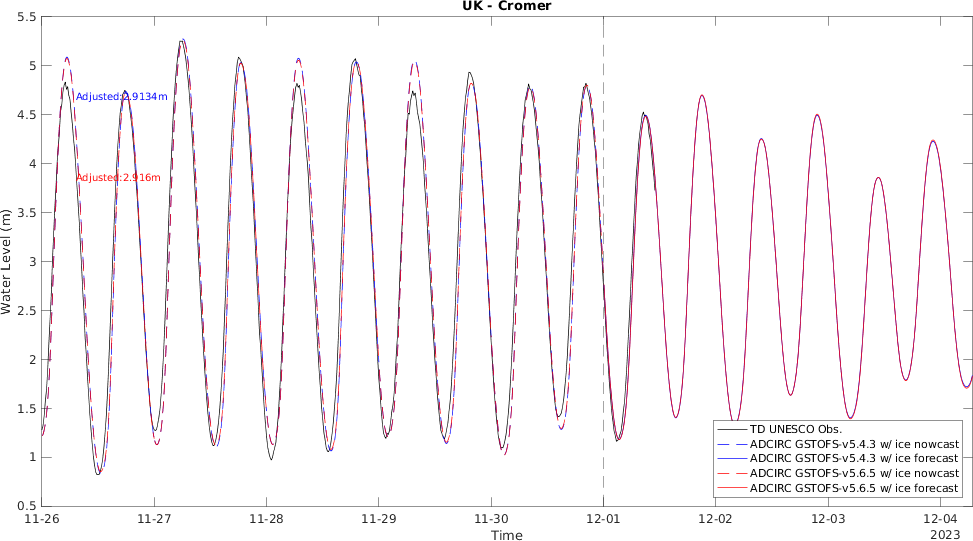 UK - Cromer
5.5
5
4.5
4
3.5
3
2.5
2
1.5
1
0.5
Water Level (m)
Adjusted:2.9134m
Adjusted:2.916m
TD UNESCO Obs.
ADCIRC GSTOFS-v5.4.3 w/ ice nowcast
ADCIRC GSTOFS-v5.4.3 w/ ice forecast
ADCIRC GSTOFS-v5.6.5 w/ ice nowcast
ADCIRC GSTOFS-v5.6.5 w/ ice forecast
11-26 11-27 11-28 11-29 11-30 12-01 12-02 12-03 12-04
Time
2023